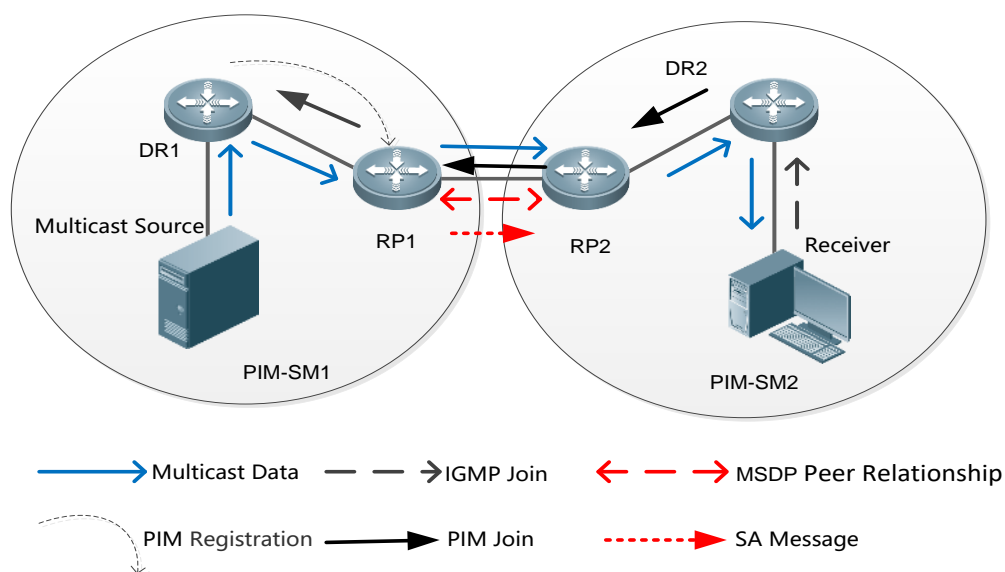 DR2
DR1
Multicast Source
RP1
RP2
Receiver
PIM-SM1
PIM-SM2
Multicast Data
IGMP Join
MSDP Peer Relationship
PIM Registration
PIM Join
SA Message